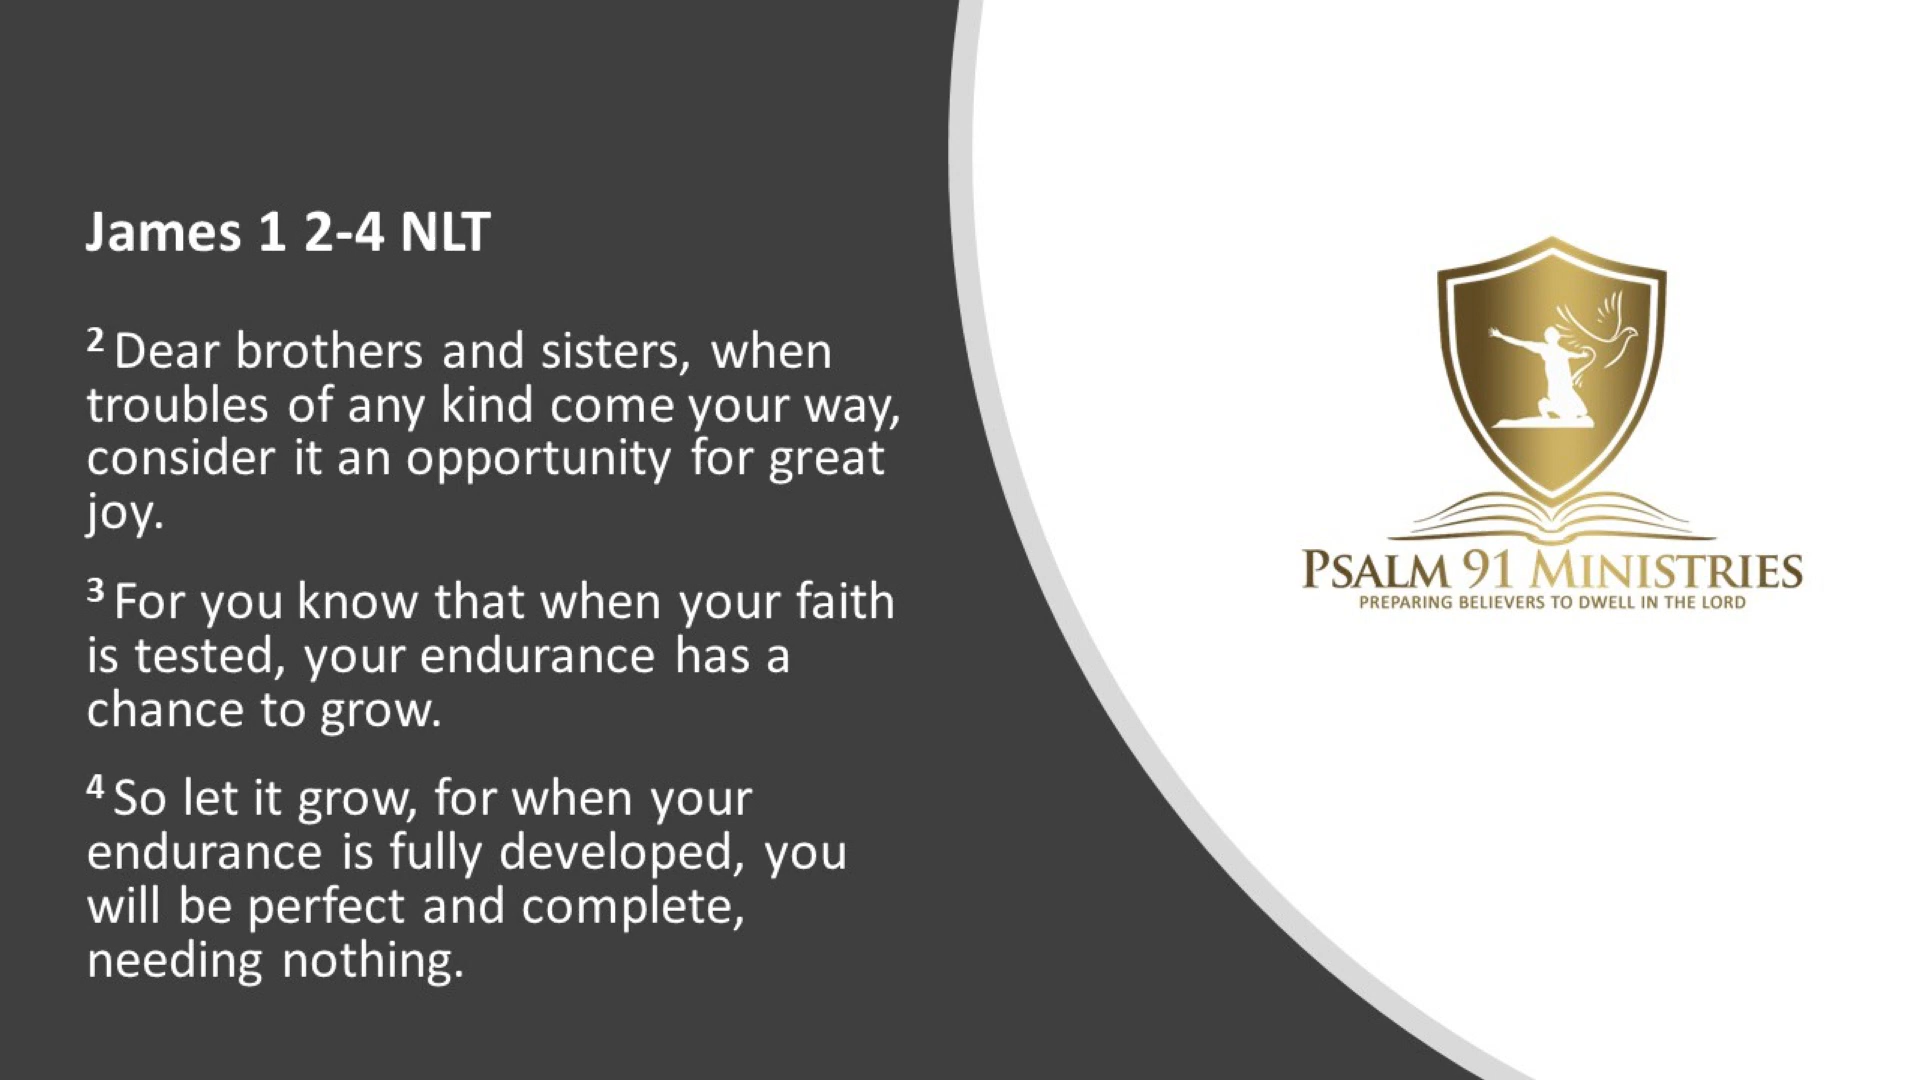 James 1 2-4 NLT
2 Dear brothers and sisters, when
troubles of any kind come your way,
consider it an opportunity for great
joy.
3 For you know that when your faith
is tested, your endurance has a
chance to grow.
4 So let it grow, for when your
endurance is fully developed, you
will be perfect and complete,
needing nothing.
PSALM 91 MINISTRIES
PREPARING BELIEVERS TO DWELL IN THE LORD